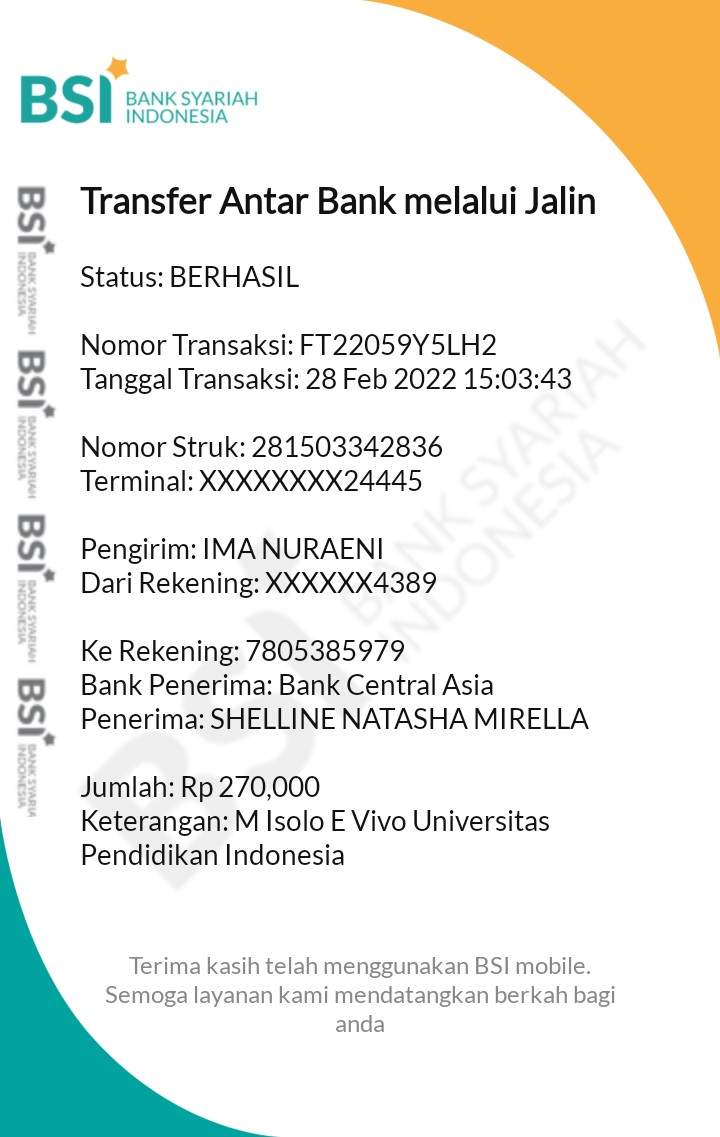 BSI BANK SYARIAH
INDONESIA
Transfer Antar Bank melalui Jalin
Status: BERHASIL
Nomor Transaksi: FT22059Y5LH2
Tanggal Transaksi: 28 Feb 2022 15:03:43
Nomor Struk: 281503342836
Terminal: XXXXXXXX24445
Pengirim: IMA NURAENI
Dari Rekening: XXXXXX4389
Ke Rekening: 7805385979
Bank Penerima: Bank Central Asia
Penerima: SHELLINE NATASHA MIRELLA
Jumlah: Rp 270,000
Keterangan: M Isolo E Vivo Universitas
Pendidikan Indonesia
Terima kasih telah menggunakan BSI mobile.
Semoga layanan kami mendatangkan berkah bagi
anda
BSI BANK SYARIAH
INDONESIA
BSI BANK SYARIAH
INDONESIA
BSI BANK SYARIAH
INDONESIA
BSI BANK SYARIA
INDONESIA
BSI BANK SYARIAH
INDONESIA